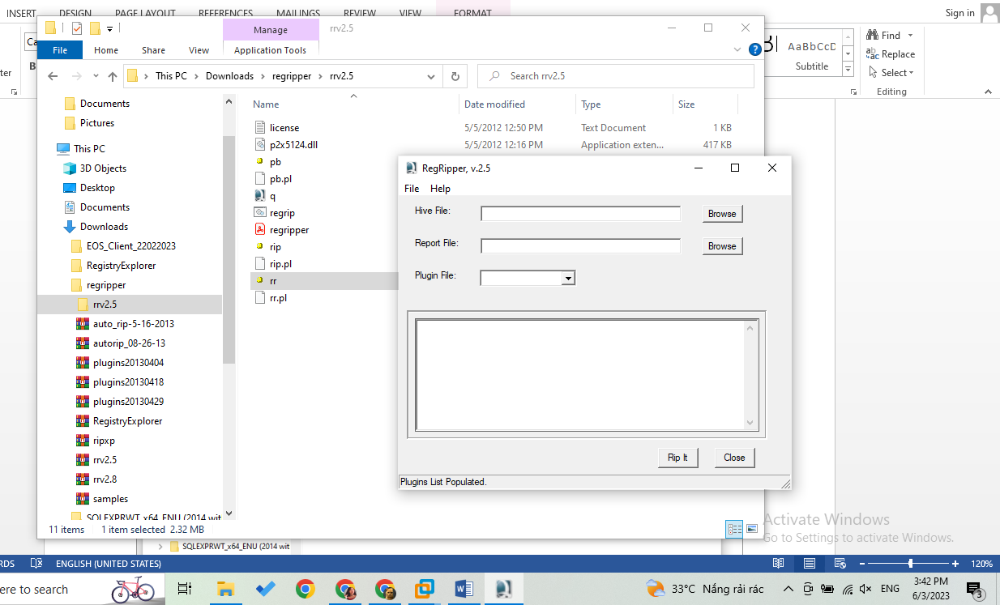 INSERT DESIGN PAGE LAYOUT REFERENCES MAILINGS REVIEW VIEW FORMAT Sign in
Manage rrv2.5
File Home Share View Application Tools
This PC Downloads regripper rrv2.5 Search rrv2.5
Find
Replace
Select
Editing
AaBbCcD
Subtitle
Documents
Pictures
This PC
3D Objects
Desktop
Documents
Downloads
EOS_Client_22022023
RegistryExplorer
regripper
rrv2.5
auto_rip-5-16-2013
autorip_08-26-13
plugins20130404
plugins20130418
plugins20130429
RegistryExplorer
ripxp
rrv2.5
rrv2.8
samples
SQLEXPRWT_x64_ENU (2014 wit
Name Date modified Type Size
license 5/5/2012 12:50 PM Text Document 1 KB
p2x5124.dll 5/5/2012 12:16 PM Application exten... 417 KB
pb
pb.pl
q
regrip
regripper
rip
rip.pl
rr
rr.pl
RegRipper, v.2.5
File Help
Hive File: Browse
Report File: Browse
Plugin File:
Rip It Close
Plugins List Populated.
11 items 1 item selected 2.32 MB
SQLEXPRWT_x64_ENU (2014 wit
Activate Windows
Go to Settings to activate Windows.
RDS ENGLISH (UNITED STATES) 120%
ere to search 33°C Nắng rải rác ENG 3:42 PM
6/3/2023
3